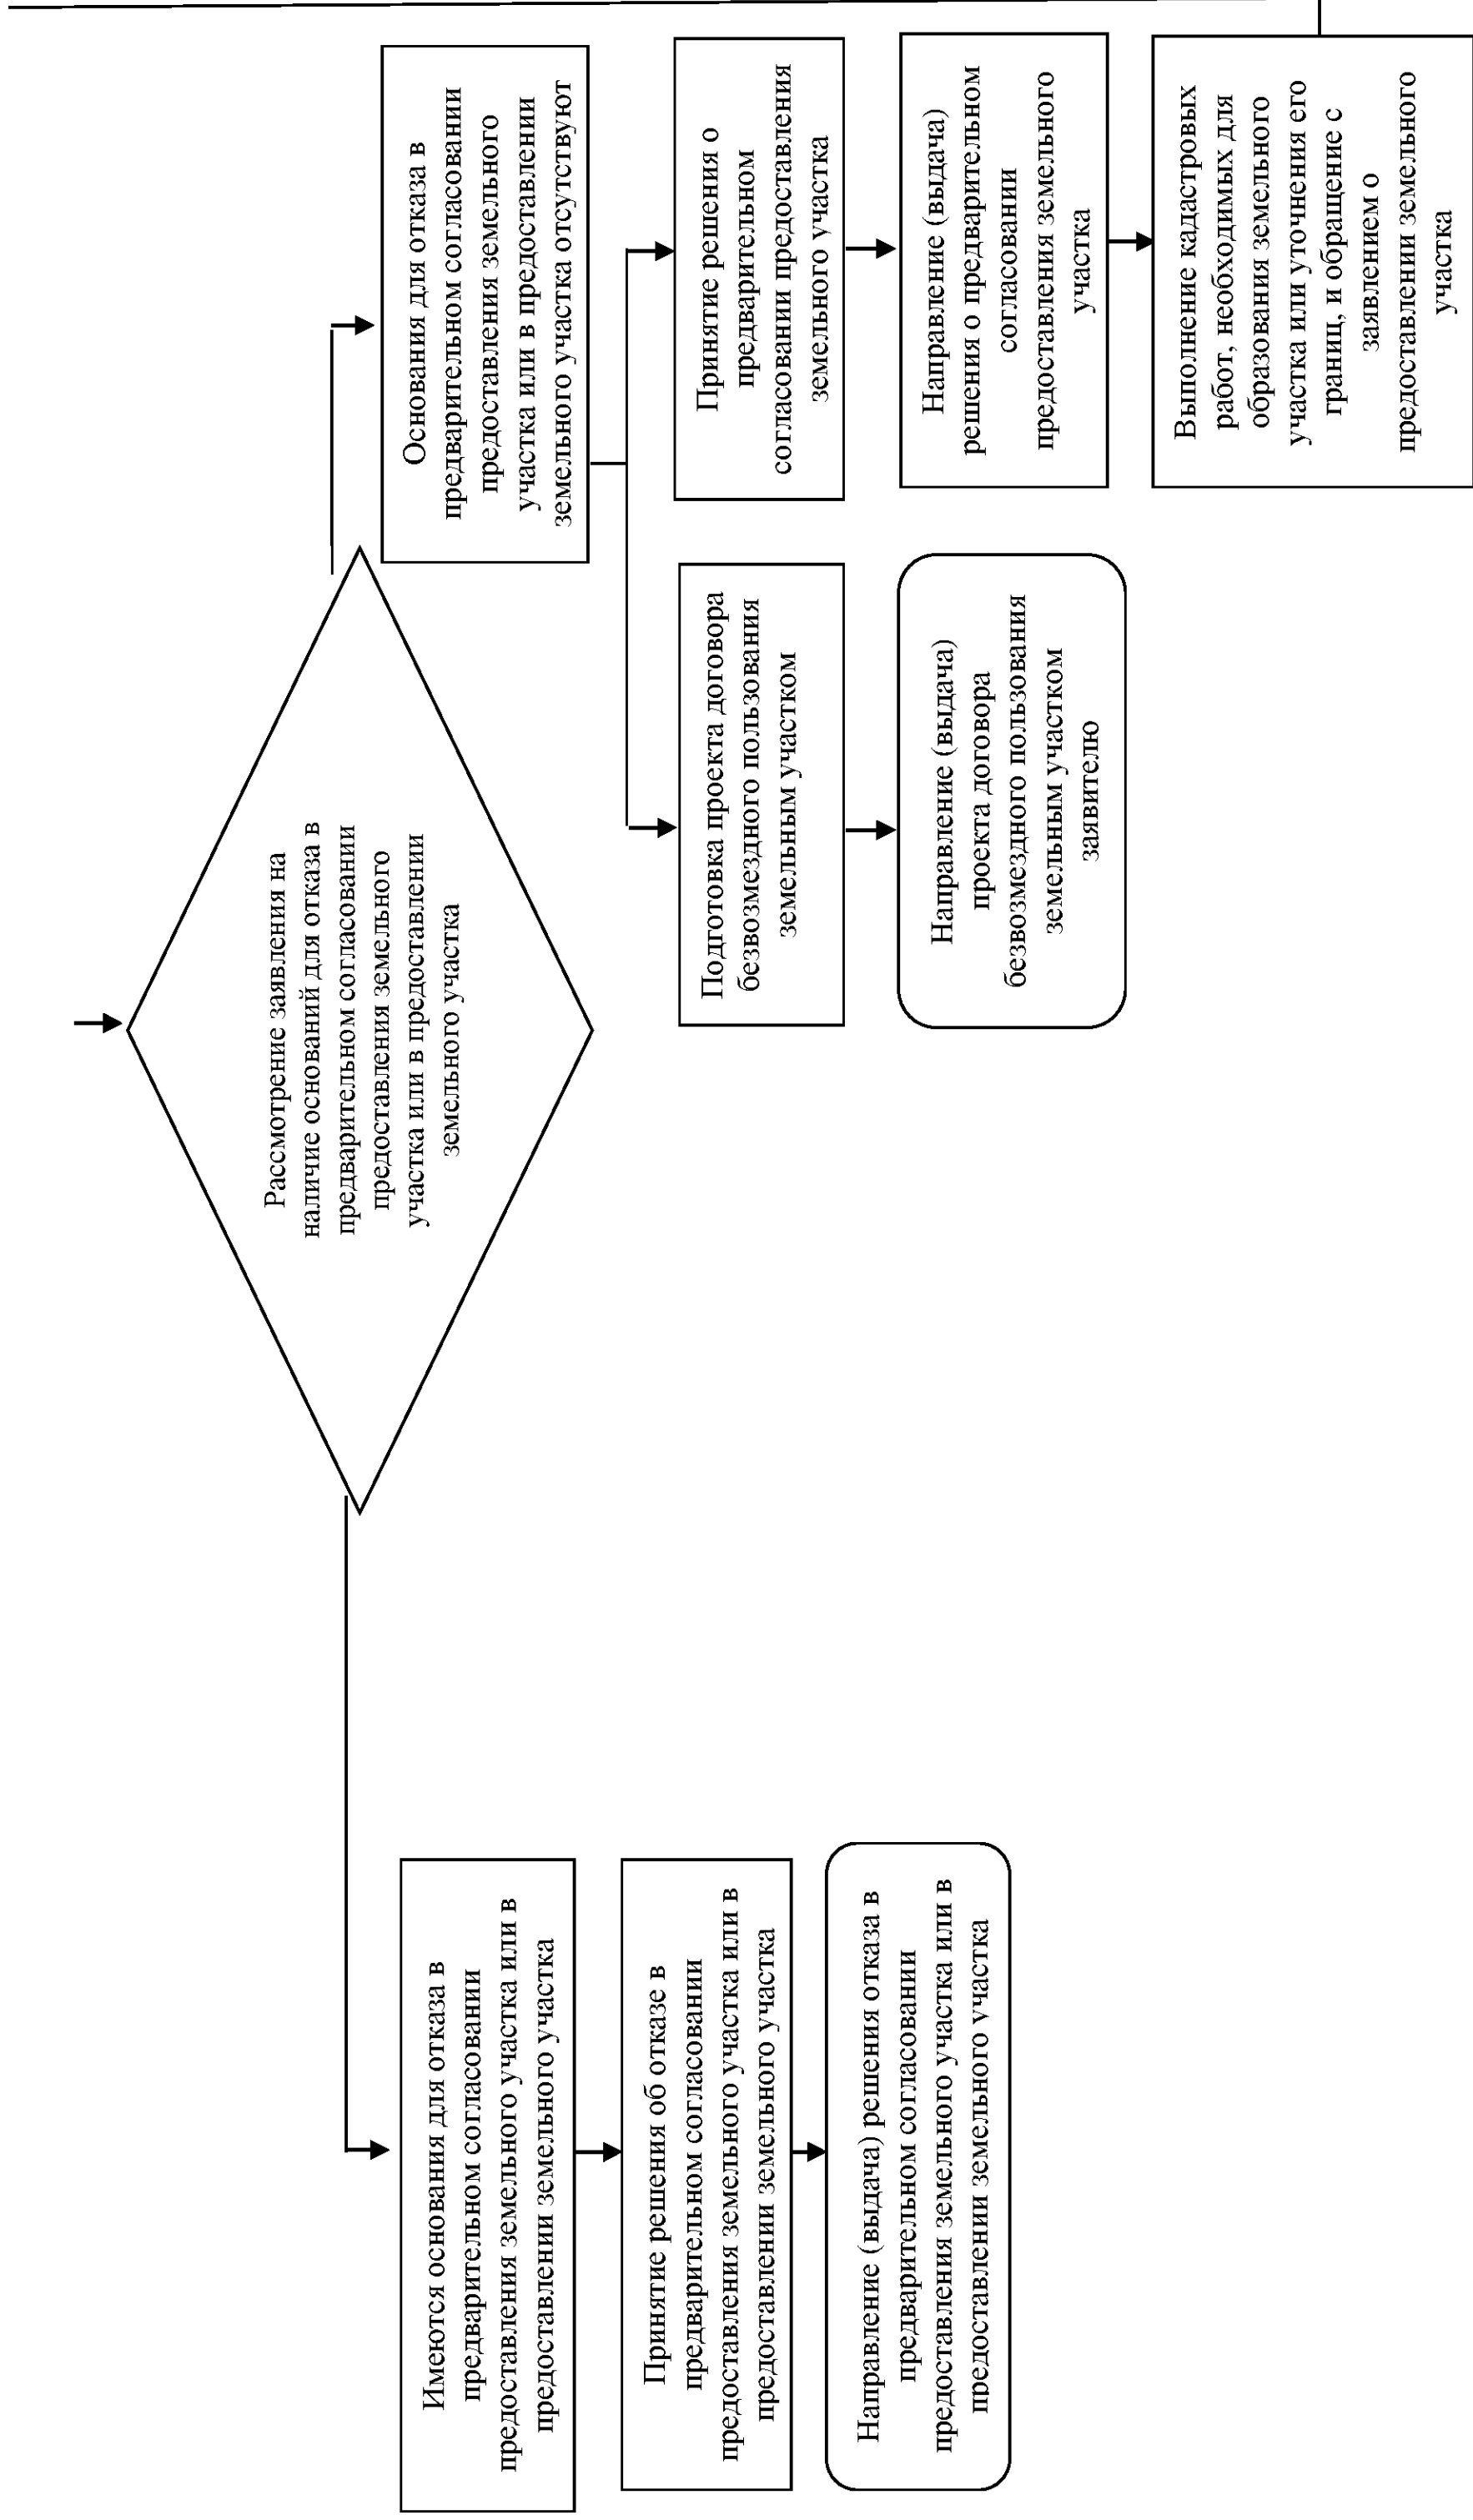 Рассмотрение заявления на
наличие оснований для отказа в
предварительном согласовании
предоставления земельного
участка или в предоставлении
земельного участка
Имеются основания для отказа в
предварительном согласовании
предоставления земельного участка или в
предоставлении земельного участка
Принятие решения об отказе в
предварительном согласовании
предоставления земельного участка или в
предоставлении земельного участка
Направление (выдача) решения отказа в
предварительном согласовании
предоставления земельного участка или в
предоставлении земельного участка
Основания для отказа в
предварительном согласовании
предоставления земельного
участка или в предоставлении
земельного участка отсутствуют
Подготовка проекта договора
безвозмездного пользования
земельным участком
Направление (выдача)
проекта договора
безвозмездного пользования
земельным участком
заявителю
Принятие решения о
предварительном
согласовании предоставления
земельного участка
Направление (выдача)
решения о предварительном
согласовании
предоставления земельного
участка
Выполнение кадастровых
работ, необходимых для
образования земельного
участка или уточнения его
границ, и обращение с
заявлением о
предоставлении земельного
участка